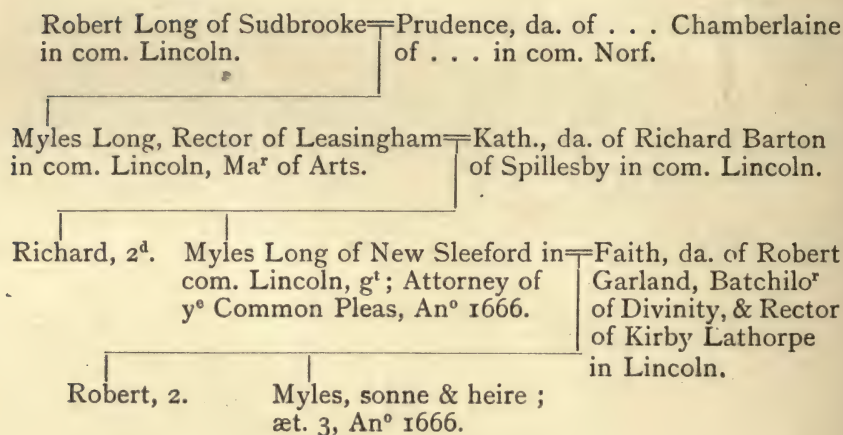 Robert Long of Sudbrooke
in com. Lincoln.
Prudence, da. of . . . Chamberlaine
of . . . in com. Norf.
Myles Long, Rector of Leasingham
in com. Lincoln, Maʳ of Arts.
Kath., da. of Richard Barton
of Spillesby in com. Lincoln.
Richard, 2ᵈ.
Myles Long of New Sleeford in
com. Lincoln, gᵗ; Attorney of
yᵉ Common Pleas, Anº 1666.
Faith, da. of Robert
Garland, Batchiloʳ
of Divinity, & Rector
of Kirby Lathorpe
in Lincoln.
Robert, 2.
Myles, sonne & heire ;
æt. 3, Anº 1666.